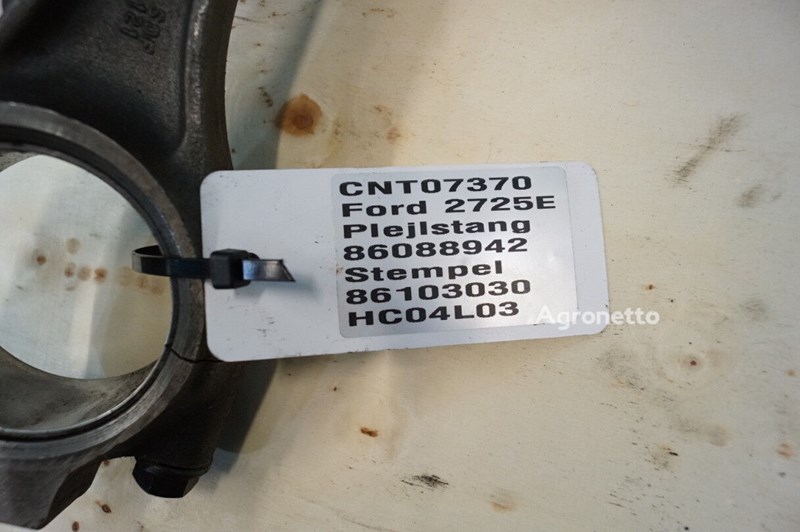 CNT07370
Ford 2725E
Plejlstang
86088942
Stempel
86103030
HC04L03
Agronetto